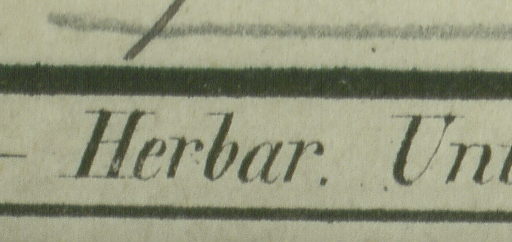 — Herbar.